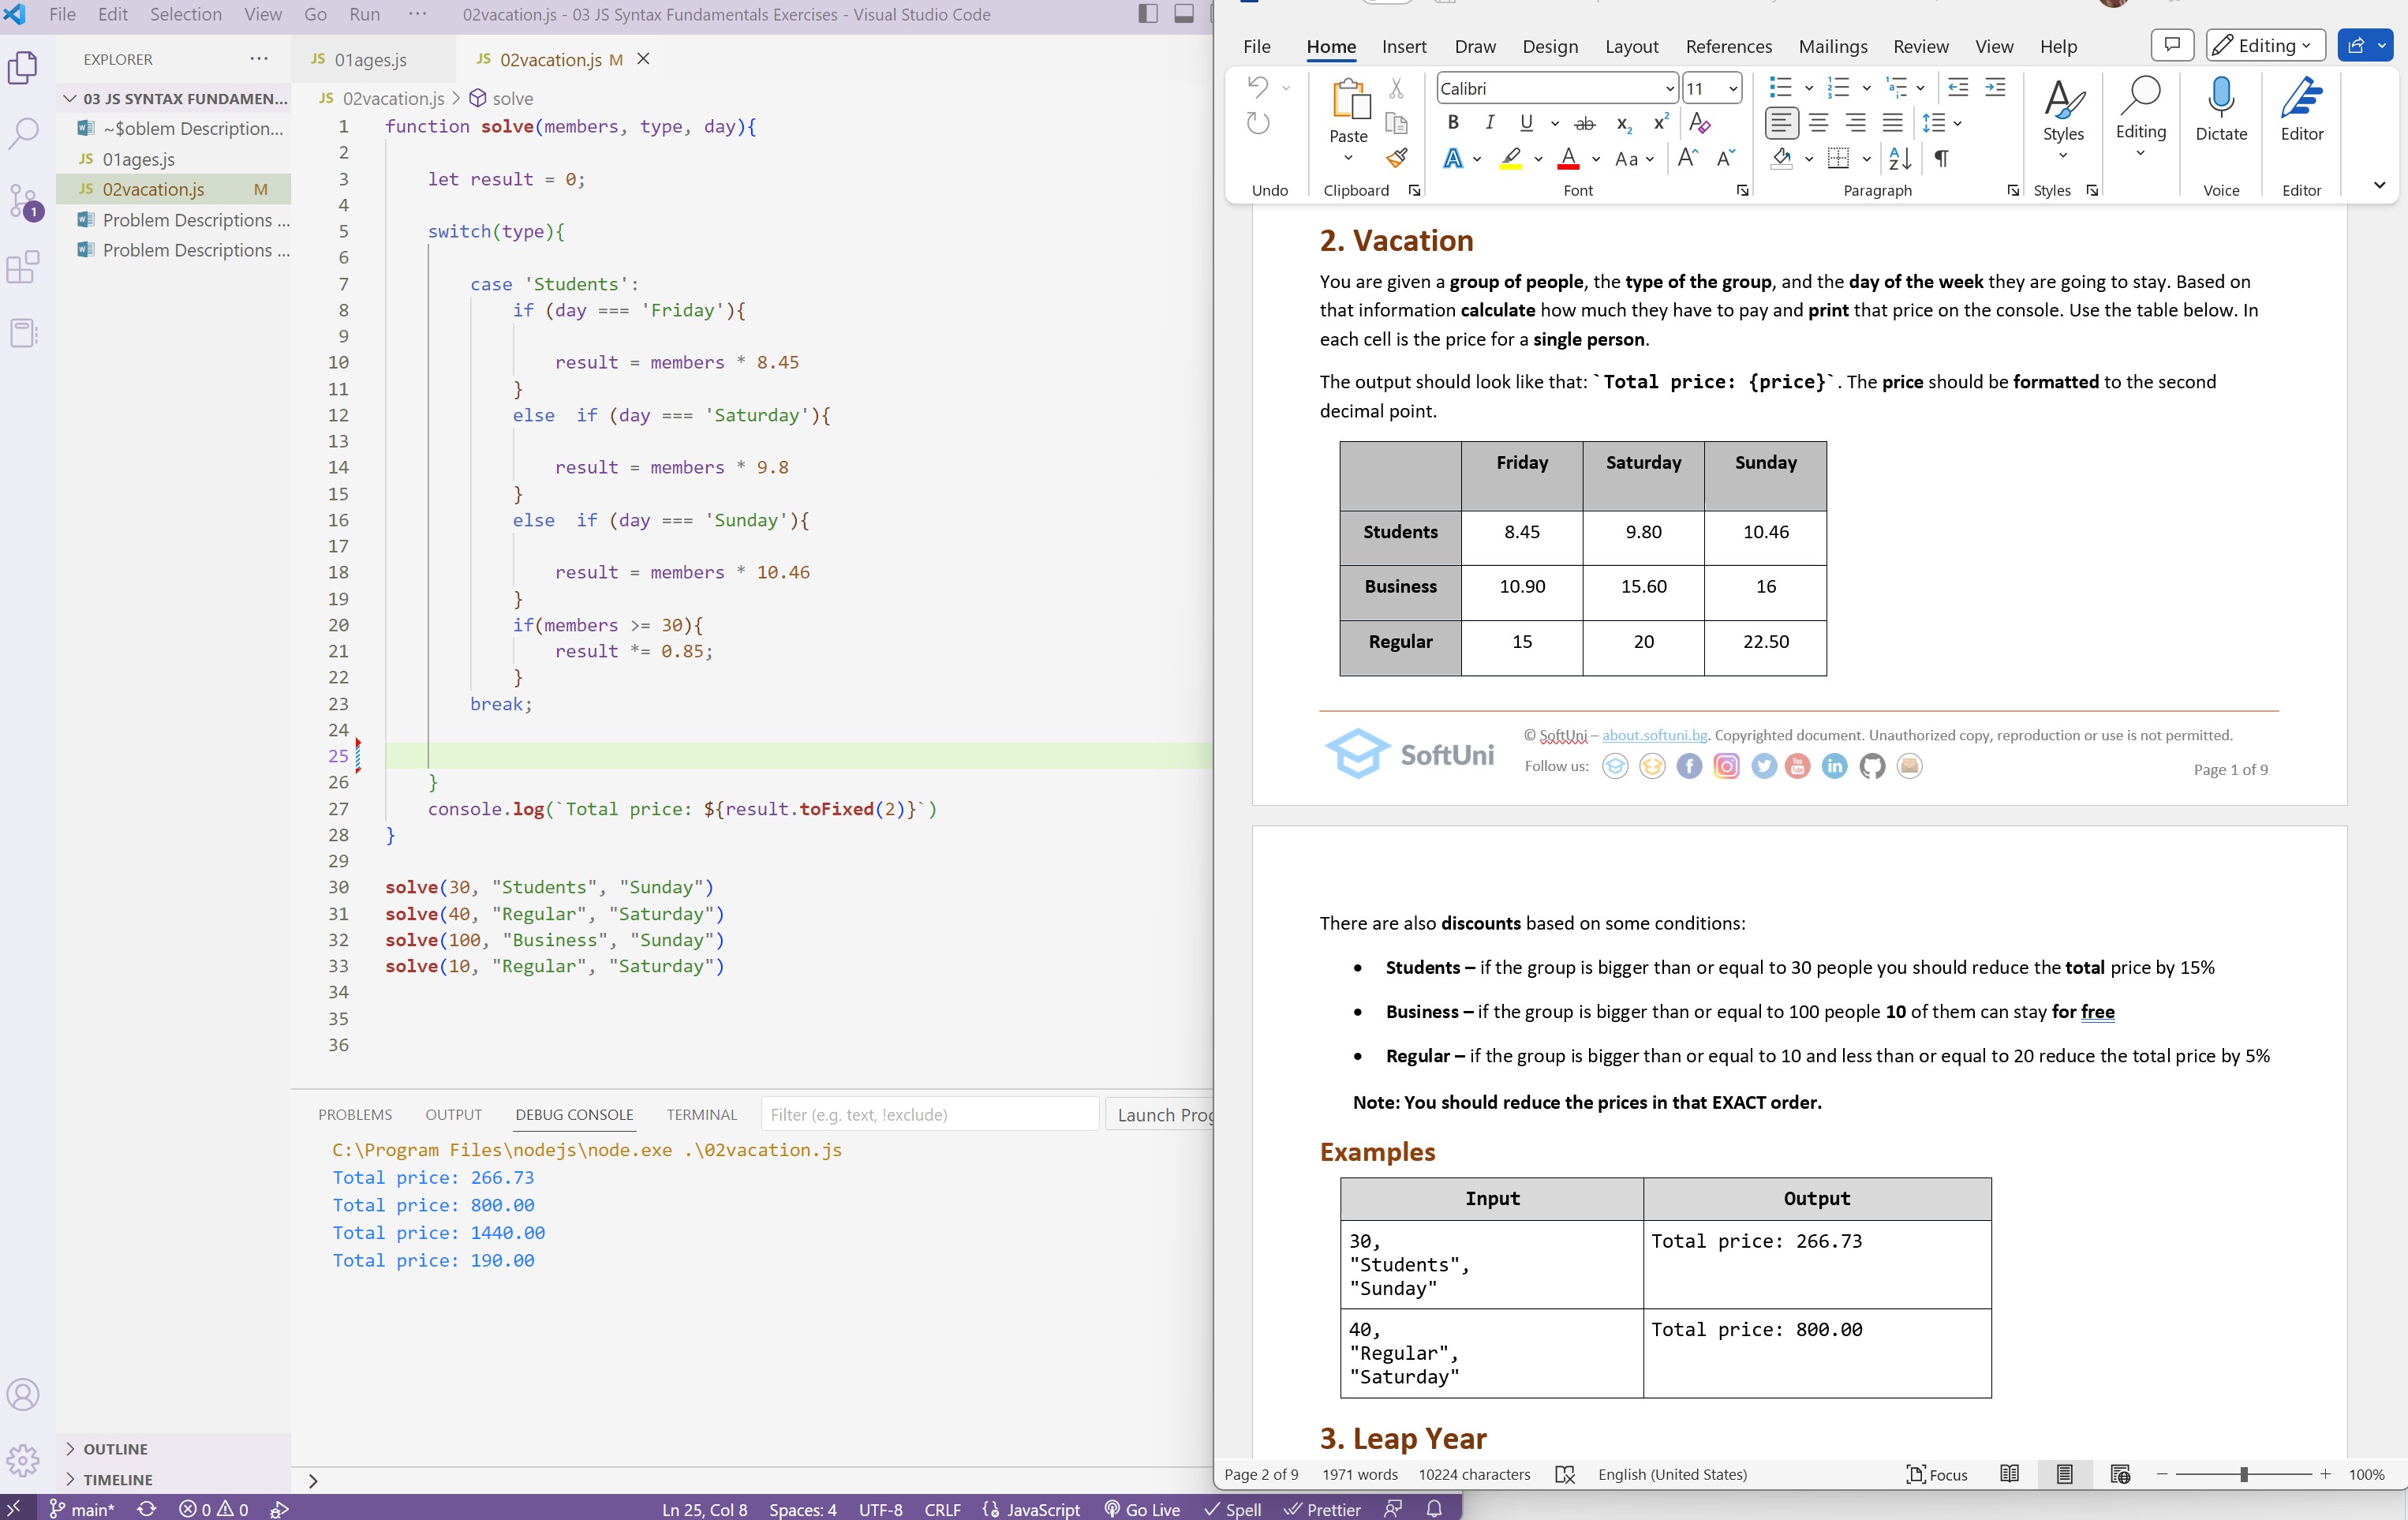 File Edit Selection View Go Run ··· 02vacation.js - 03 JS Syntax Fundamentals Exercises - Visual Studio Code
EXPLORER ···
03 JS SYNTAX FUNDAMEN...
~$oblem Description...
01ages.js
02vacation.js M
Problem Descriptions ...
Problem Descriptions ...
1
OUTLINE
TIMELINE
JS 01ages.js JS 02vacation.js M
JS 02vacation.js > solve
1 function solve(members, type, day){
2
3 let result = 0;
4
5 switch(type){
6
7 case 'Students':
8 if (day === 'Friday'){
9
10 result = members * 8.45
11 }
12 else if (day === 'Saturday'){
13
14 result = members * 9.8
15 }
16 else if (day === 'Sunday'){
17
18 result = members * 10.46
19 }
20 if(members >= 30){
21 result *= 0.85;
22 }
23 break;
24
25
26 }
27 console.log(`Total price: ${result.toFixed(2)}`)
28 }
29
30 solve(30, "Students", "Sunday")
31 solve(40, "Regular", "Saturday")
32 solve(100, "Business", "Sunday")
33 solve(10, "Regular", "Saturday")
34
35
36
PROBLEMS OUTPUT DEBUG CONSOLE TERMINAL Filter (e.g. text, !exclude) Launch Prog
C:\Program Files\nodejs\node.exe .\02vacation.js
Total price: 266.73
Total price: 800.00
Total price: 1440.00
Total price: 190.00
main* 0 0 Ln 25, Col 8 Spaces: 4 UTF-8 CRLF JavaScript Go Live Spell Prettier
File Home Insert Draw Design Layout References Mailings Review View Help Editing
Paste Calibri 11 Styles Editing Dictate Editor
Undo Clipboard Font Paragraph Styles Voice Editor
2. Vacation
You are given a group of people, the type of the group, and the day of the week they are going to stay. Based on
that information calculate how much they have to pay and print that price on the console. Use the table below. In
each cell is the price for a single person.
The output should look like that: `Total price: {price}`. The price should be formatted to the second
decimal point.
Friday Saturday Sunday
Students 8.45 9.80 10.46
Business 10.90 15.60 16
Regular 15 20 22.50
SoftUni
© SoftUni – about.softuni.bg. Copyrighted document. Unauthorized copy, reproduction or use is not permitted.
Follow us: Page 1 of 9
There are also discounts based on some conditions:
• Students – if the group is bigger than or equal to 30 people you should reduce the total price by 15%
• Business – if the group is bigger than or equal to 100 people 10 of them can stay for free
• Regular – if the group is bigger than or equal to 10 and less than or equal to 20 reduce the total price by 5%
Note: You should reduce the prices in that EXACT order.
Examples
Input Output
30, Total price: 266.73
"Students",
"Sunday"
40, Total price: 800.00
"Regular",
"Saturday"
3. Leap Year
Page 2 of 9 1971 words 10224 characters English (United States) Focus 100%